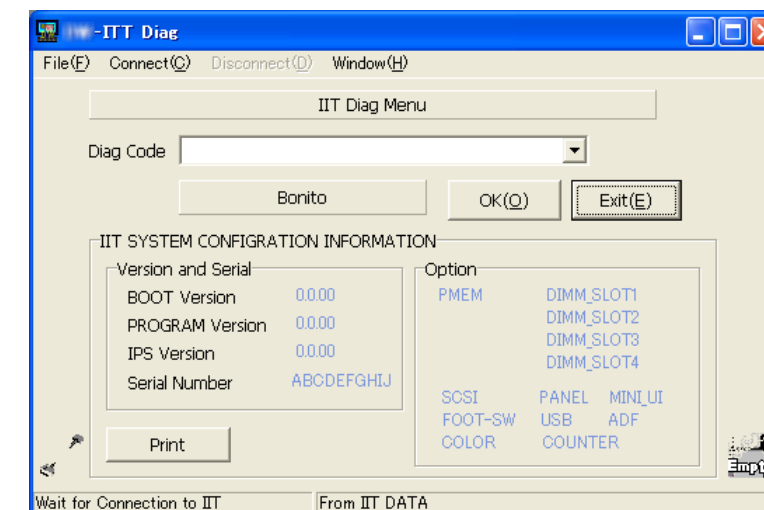 -ITT Diag
File(F) Connect(C) Disconnect(D) Window(H)
IIT Diag Menu
Diag Code
Bonito OK(O) Exit(E)
IIT SYSTEM CONFIGRATION INFORMATION
Version and Serial
BOOT Version 0.0.00
PROGRAM Version 0.0.00
IPS Version 0.0.00
Serial Number ABCDEFGHIJ
Option
PMEM DIMM_SLOT1
DIMM_SLOT2
DIMM_SLOT3
DIMM_SLOT4
SCSI PANEL MINI_UI
FOOT-SW USB ADF
COLOR COUNTER
Print
Wait for Connection to IIT From IIT DATA